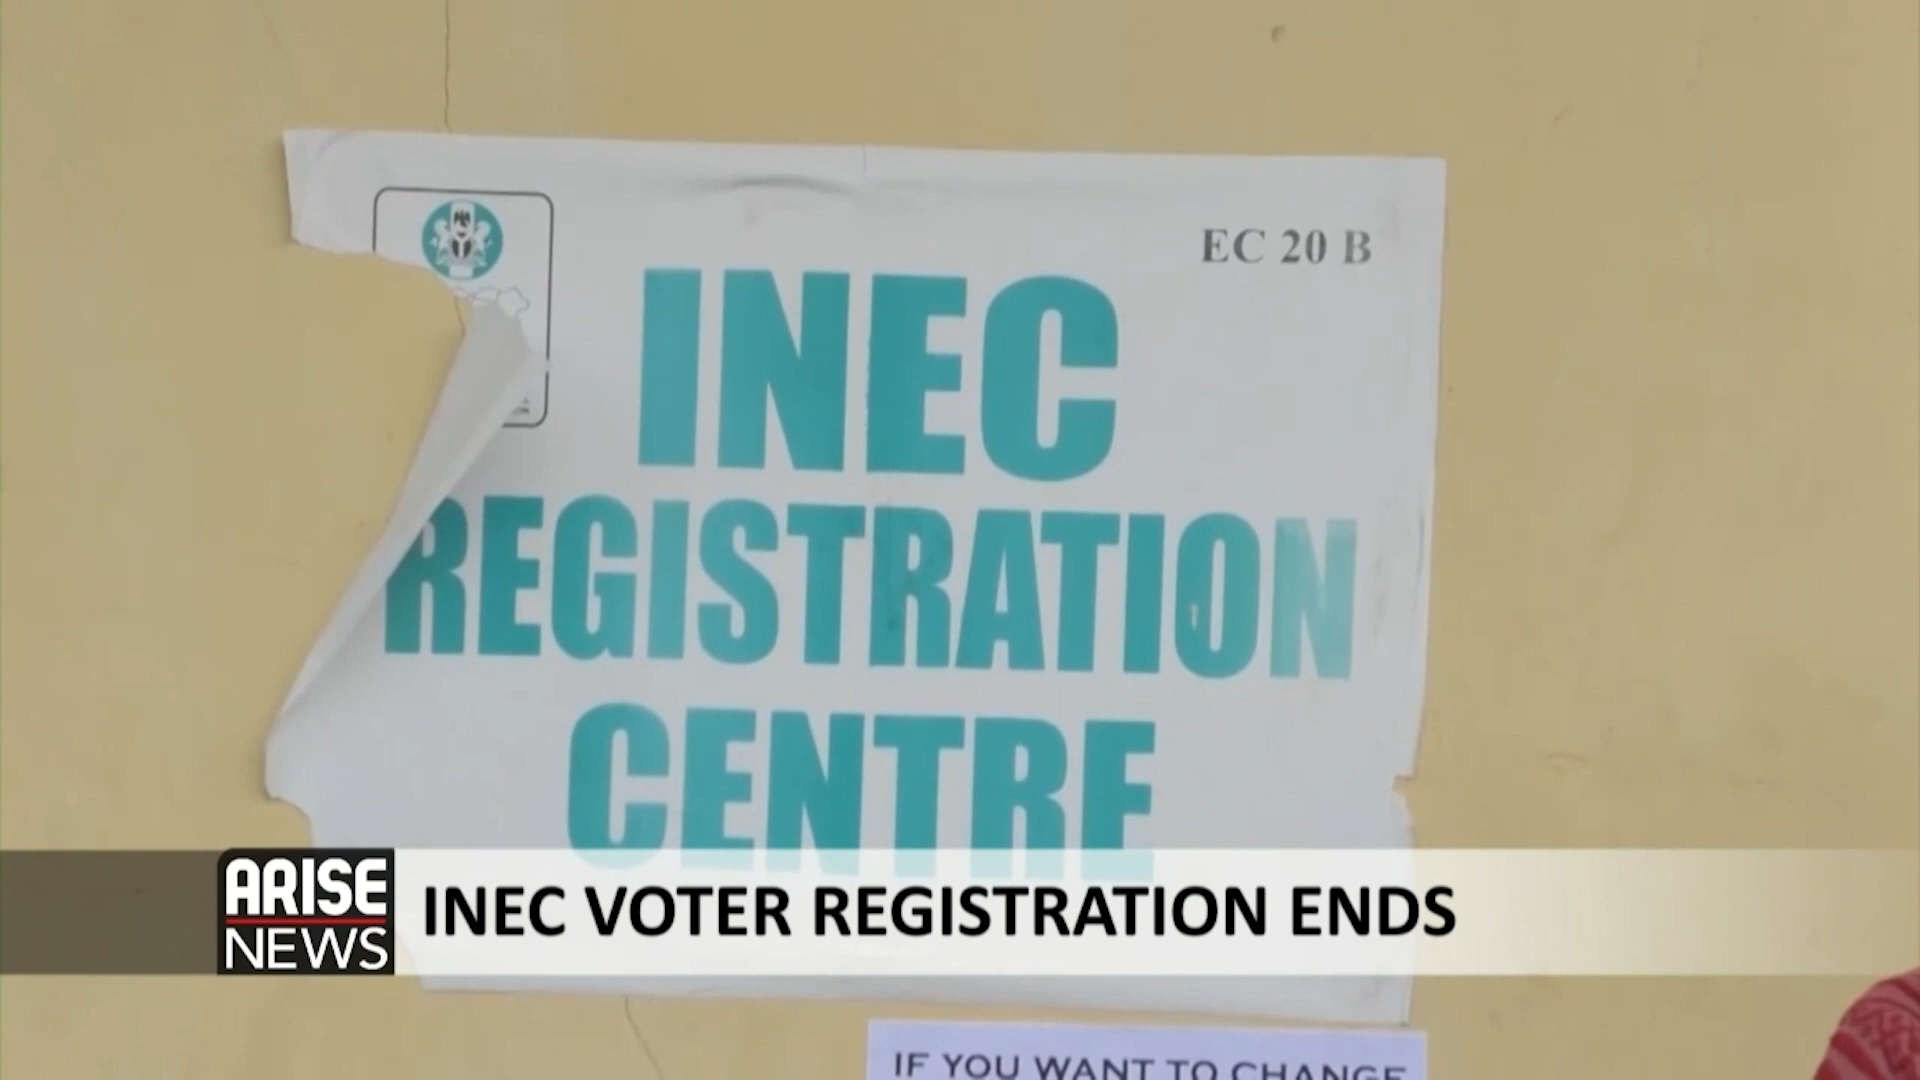 EC 20 B
INEC
REGISTRATION
CENTRE
ARISE
NEWS
INEC VOTER REGISTRATION ENDS
IF YOU WANT TO CHANGE